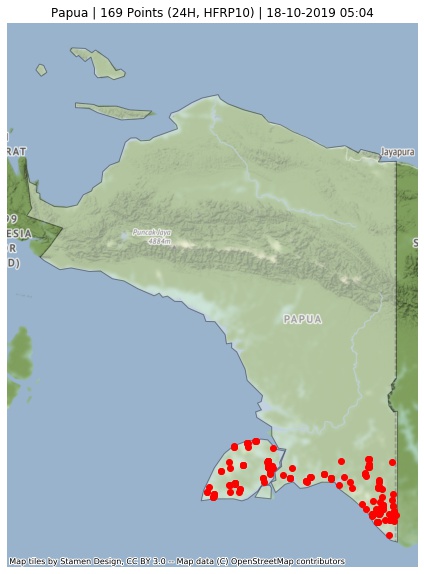 Papua | 169 Points (24H, HFRP10) | 18-10-2019 05:04
Jayapura
RAT
Puncak Jaya
4884m
ESIA
R
D)
PAPUA
Map tiles by Stamen Design, CC BY 3.0 -- Map data (C) OpenStreetMap contributors